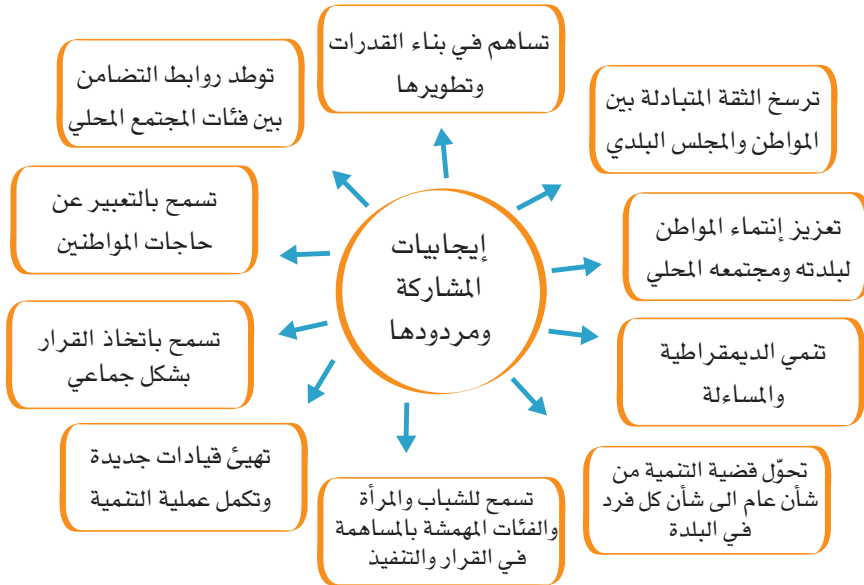 إيجابيات
المشاركة
ومردودها
تساهم في بناء القدرات
وتطويرها
ترسخ الثقة المتبادلة بين
المواطن والمجلس البلدي
تعزيز إنتماء المواطن
لبلدته ومجتمعه المحلي
تنمي الديمقراطية
والمساءلة
تحوّل قضية التنمية من
شأن عام الى شأن كل فرد
في البلدة
تسمح للشباب والمرأة
والفئات المهمشة بالمساهمة
في القرار والتنفيذ
تهيئ قيادات جديدة
وتكمل عملية التنمية
تسمح باتخاذ القرار
بشكل جماعي
تسمح بالتعبير عن
حاجات المواطنين
توطد روابط التضامن
بين فئات المجتمع المحلي